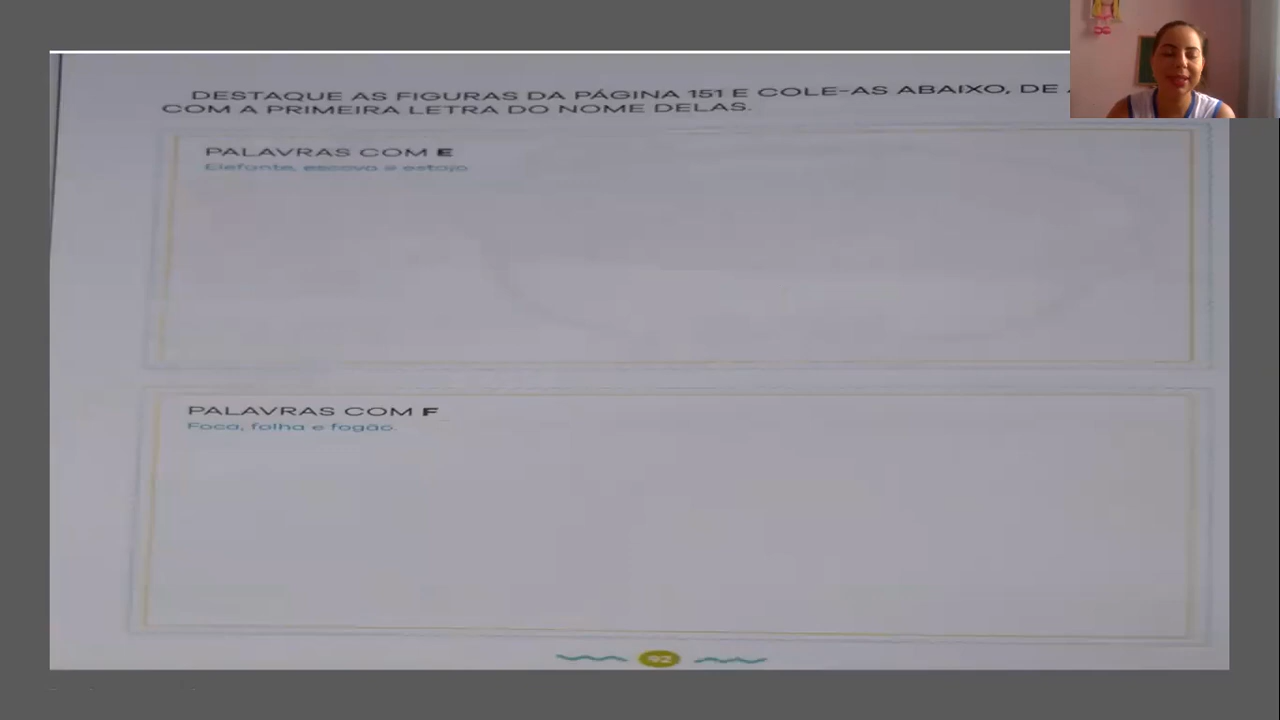 DESTAQUE AS FIGURAS DA PÁGINA 151 E COLE-AS ABAIXO, DE
COM A PRIMEIRA LETRA DO NOME DELAS.
PALAVRAS COM E
Elefante, escova e estojo
PALAVRAS COM F
Foca, folha e fogão.
92